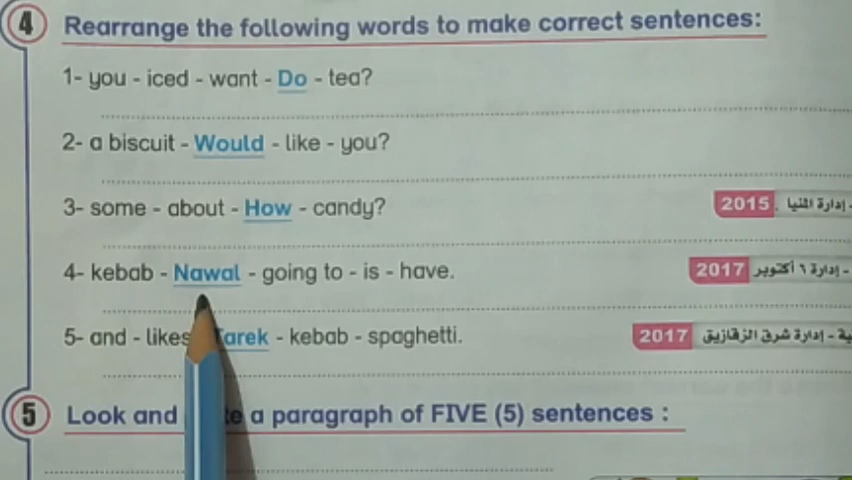 4 Rearrange the following words to make correct sentences:
1- you - iced - want - Do - tea?
2- a biscuit - Would - like - you?
3- some - about - How - candy?
2015 إدارة المنيا
4- kebab - Nawal - going to - is - have.
2017 إدارة ٦ أكتوبر -
5- and - likes Tarek - kebab - spaghetti.
2017 إدارة شرق الزقازيق -
5 Look and a paragraph of FIVE (5) sentences :